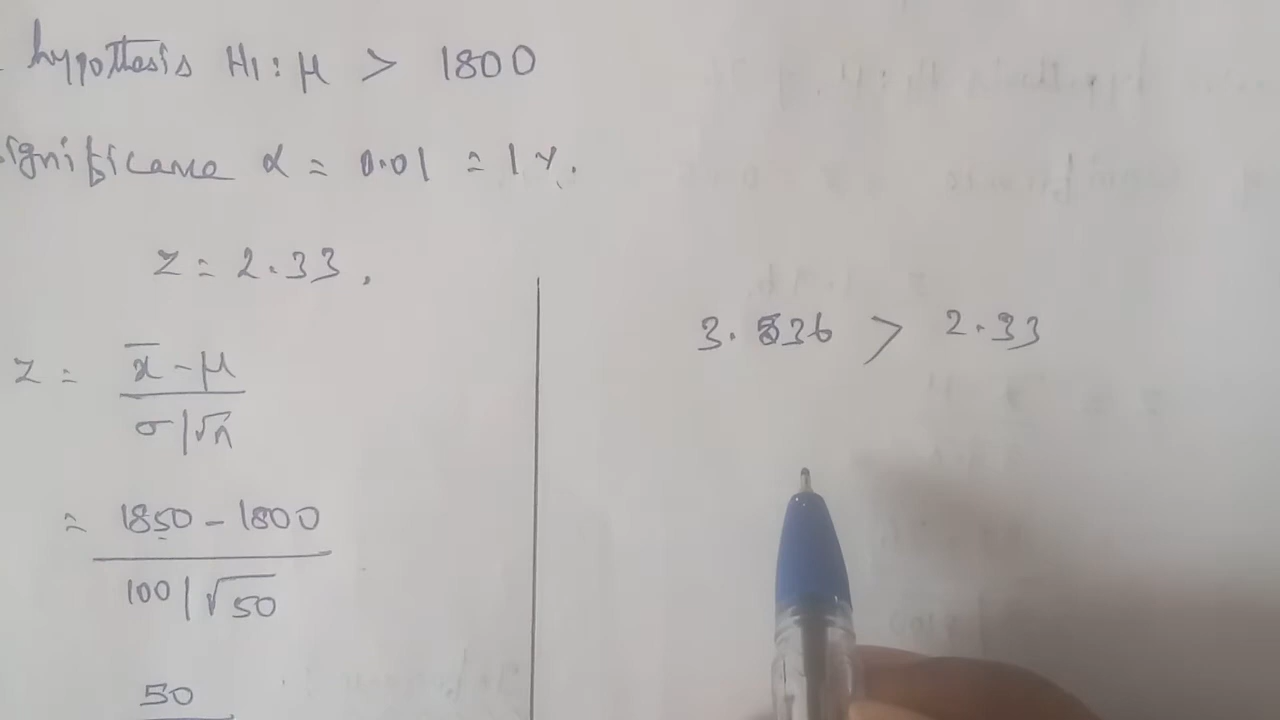 hypothesis H1 : μ > 1800
significance α = 0.01 = 1%.
z = 2.33.
z = x̄ - μ
σ/√n
= 1850 - 1800
100/√50
50
3.536 > 2.33